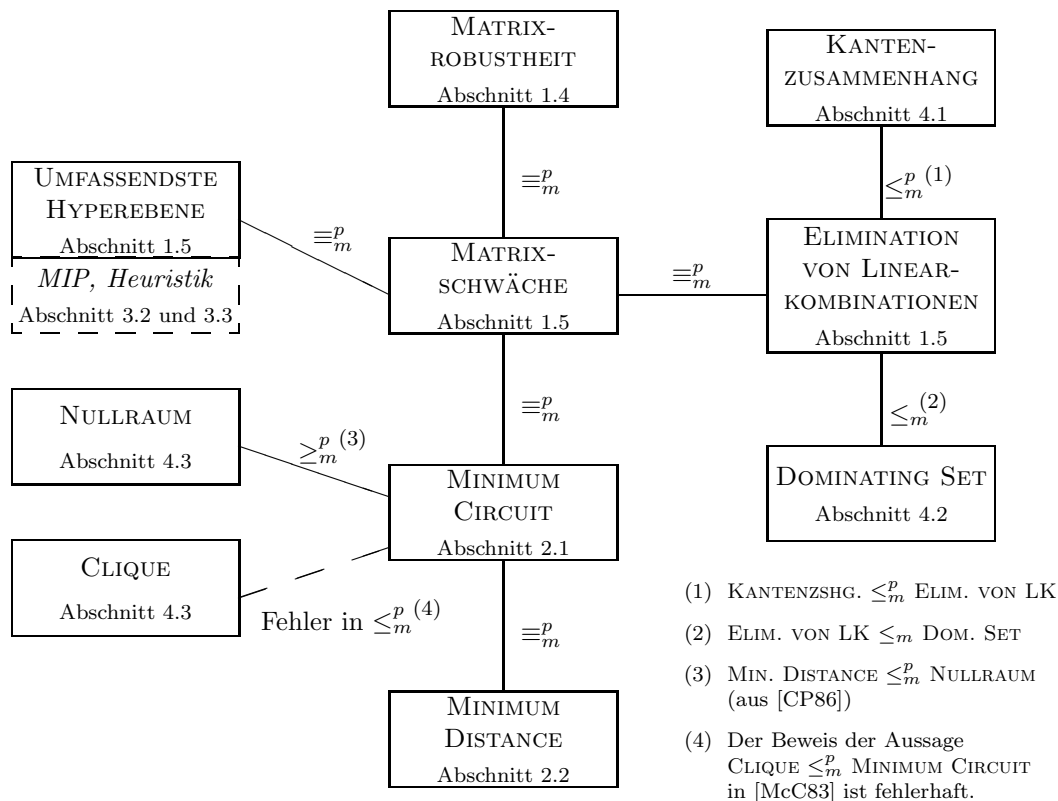 MATRIX-
ROBUSTHEIT
Abschnitt 1.4
KANTEN-
ZUSAMMENHANG
Abschnitt 4.1
≡ₘᵖ
≤ₘᵖ (1)
UMFASSENDSTE
HYPEREBENE
Abschnitt 1.5
MIP, Heuristik
Abschnitt 3.2 und 3.3
≡ₘᵖ
MATRIX-
SCHWÄCHE
Abschnitt 1.5
≡ₘᵖ
ELIMINATION
VON LINEAR-
KOMBINATIONEN
Abschnitt 1.5
≡ₘᵖ
≤ₘ (2)
NULLRAUM
Abschnitt 4.3
≥ₘᵖ (3)
MINIMUM
CIRCUIT
Abschnitt 2.1
DOMINATING SET
Abschnitt 4.2
CLIQUE
Abschnitt 4.3
Fehler in ≤ₘᵖ (4)
≡ₘᵖ
MINIMUM
DISTANCE
Abschnitt 2.2
(1) KANTENZSHG. ≤ₘᵖ ELIM. VON LK
(2) ELIM. VON LK ≤ₘ DOM. SET
(3) MIN. DISTANCE ≤ₘᵖ NULLRAUM
(aus [CP86])
(4) Der Beweis der Aussage
CLIQUE ≤ₘᵖ MINIMUM CIRCUIT
in [McC83] ist fehlerhaft.